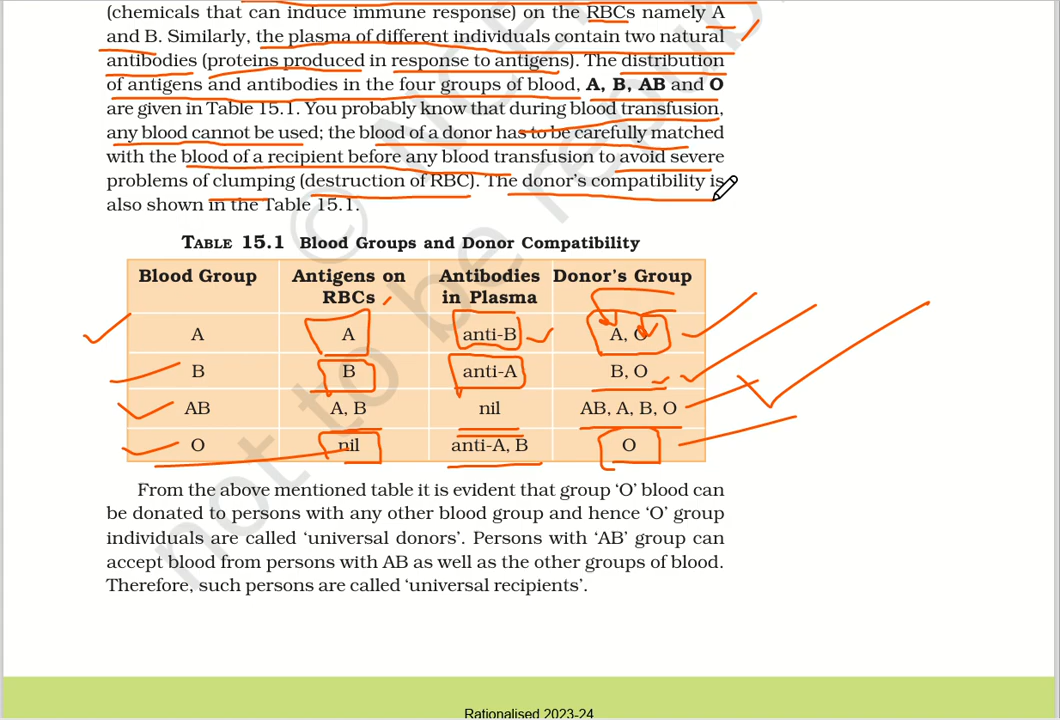 (chemicals that can induce immune response) on the RBCs namely A
and B. Similarly, the plasma of different individuals contain two natural
antibodies (proteins produced in response to antigens). The distribution
of antigens and antibodies in the four groups of blood, A, B, AB and O
are given in Table 15.1. You probably know that during blood transfusion,
any blood cannot be used; the blood of a donor has to be carefully matched
with the blood of a recipient before any blood transfusion to avoid severe
problems of clumping (destruction of RBC). The donor's compatibility is
also shown in the Table 15.1.
TABLE 15.1 Blood Groups and Donor Compatibility
Blood Group Antigens on RBCs Antibodies in Plasma Donor's Group
A A anti-B A, O
B B anti-A B, O
AB A, B nil AB, A, B, O
O nil anti-A, B O
From the above mentioned table it is evident that group 'O' blood can
be donated to persons with any other blood group and hence 'O' group
individuals are called 'universal donors'. Persons with 'AB' group can
accept blood from persons with AB as well as the other groups of blood.
Therefore, such persons are called 'universal recipients'.
not to be re
Rationalised 2023-24